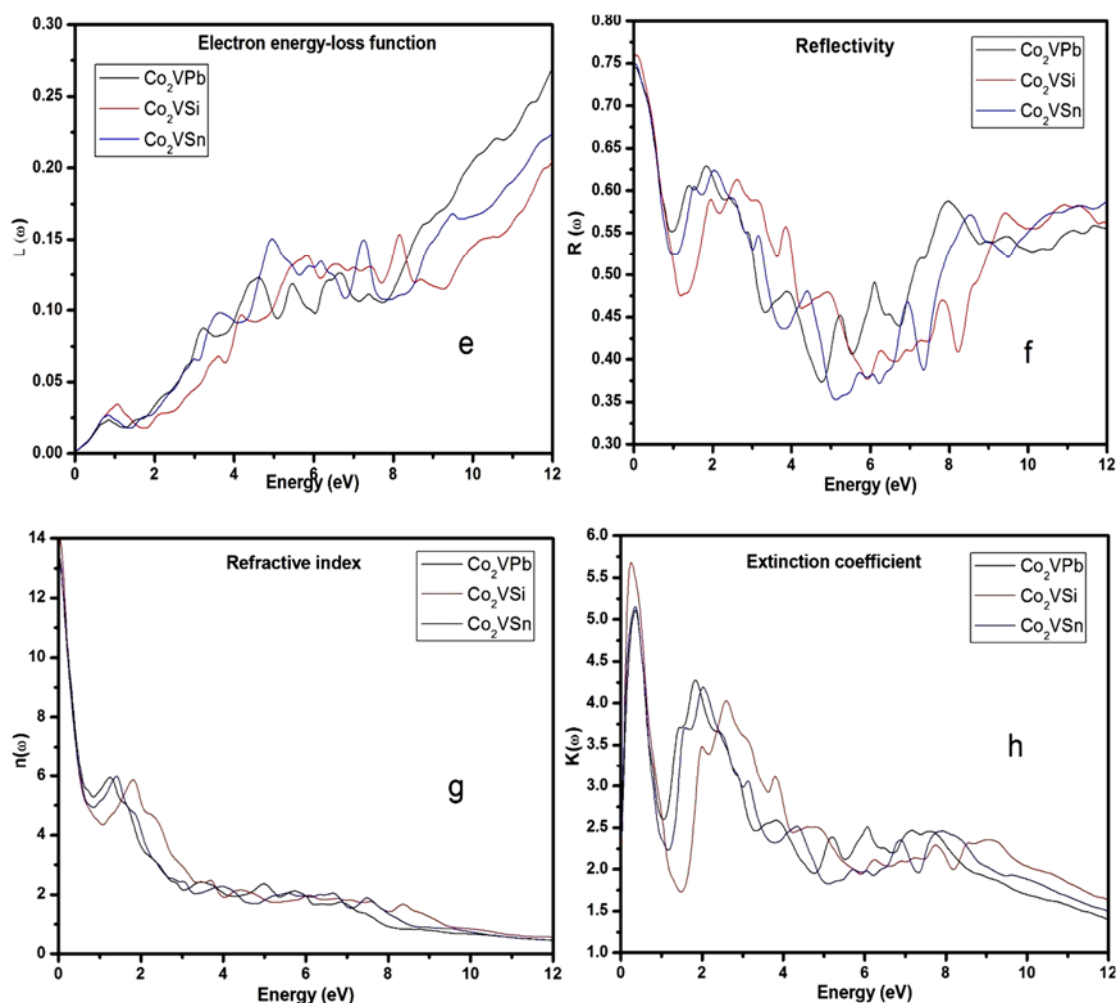 Electron energy-loss function
Co₂VPb
Co₂VSi
Co₂VSn
0.30
0.25
0.20
0.15
0.10
0.05
0.00
L (ω)
e
0 2 4 6 8 10 12
Energy (eV)
Reflectivity
Co₂VPb
Co₂VSi
Co₂VSn
0.80
0.75
0.70
0.65
0.60
0.55
0.50
0.45
0.40
0.35
0.30
R (ω)
f
0 2 4 6 8 10 12
Energy (eV)
Refractive index
Co₂VPb
Co₂VSi
Co₂VSn
14
12
10
8
6
4
2
0
n(ω)
g
0 2 4 6 8 10 12
Energy (eV)
Extinction coefficient
Co₂VPb
Co₂VSi
Co₂VSn
6.0
5.5
5.0
4.5
4.0
3.5
3.0
2.5
2.0
1.5
1.0
K(ω)
h
0 2 4 6 8 10 12
Energy (eV)